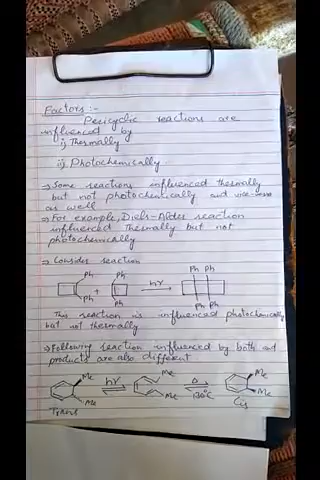 Factors :-
Pericyclic reactions are
influenced by
i) Thermally
ii) Photochemically
→ Some reactions influenced thermally
but not photochemically and vice-versa
as well
→ For example, Diels-Alder reaction
influenced thermally but not
photochemically
→ Consider reaction
Ph Ph Ph Ph
+ hν
Ph Ph
This reaction is influenced photochemically
but not thermally
→ Following reaction influenced by both and
products are also different
Me Me Me
hν Δ
Me Me 130°C Me
Trans Cis